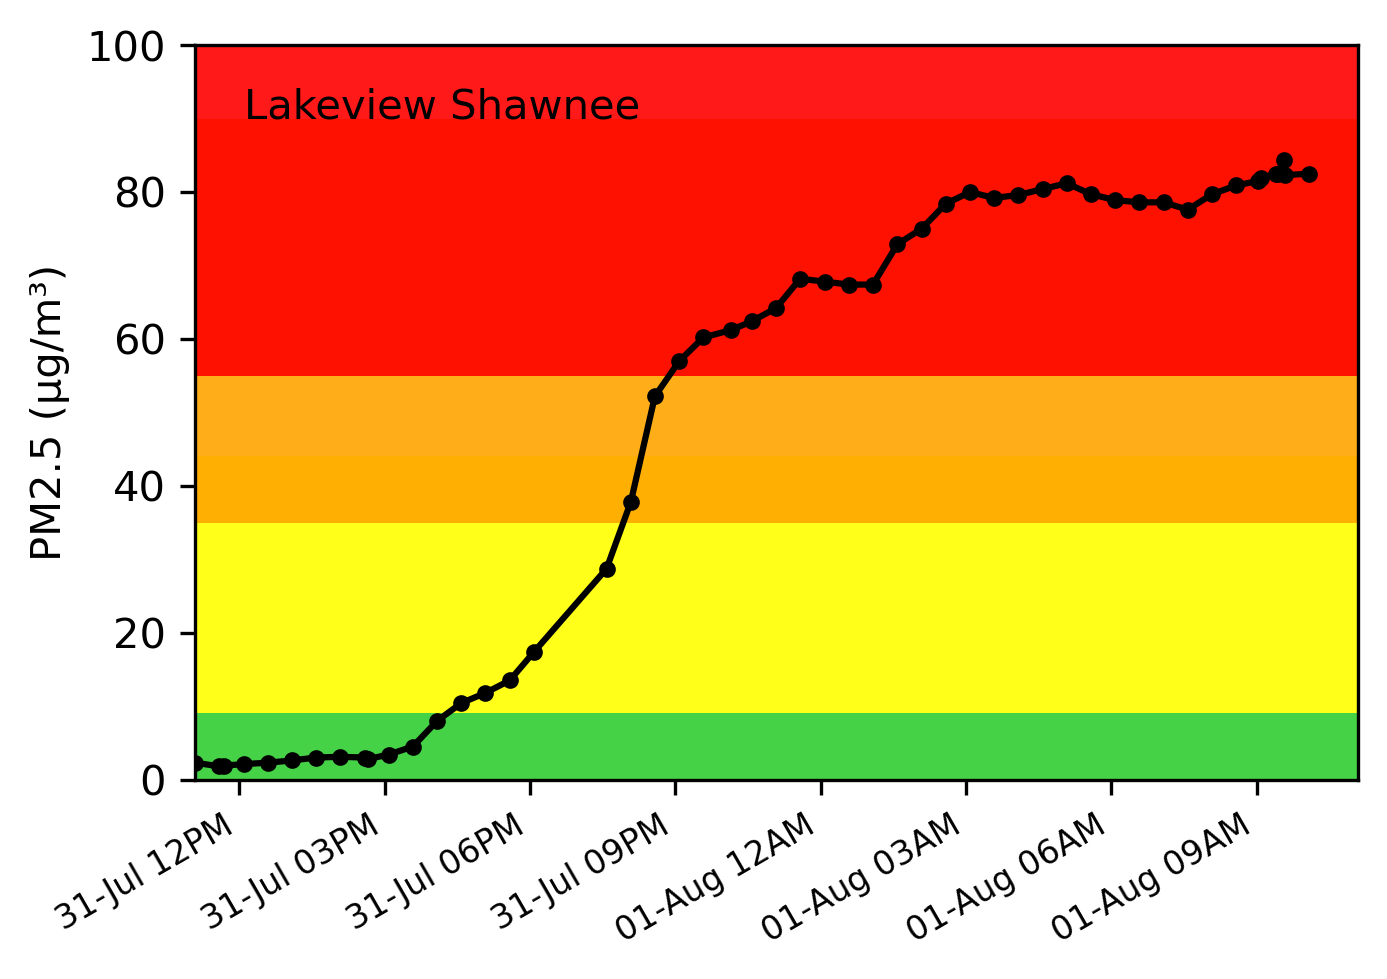 100
Lakeview Shawnee
80
60
40
20
0
PM2.5 (µg/m³)
31-Jul 12PM
31-Jul 03PM
31-Jul 06PM
31-Jul 09PM
01-Aug 12AM
01-Aug 03AM
01-Aug 06AM
01-Aug 09AM